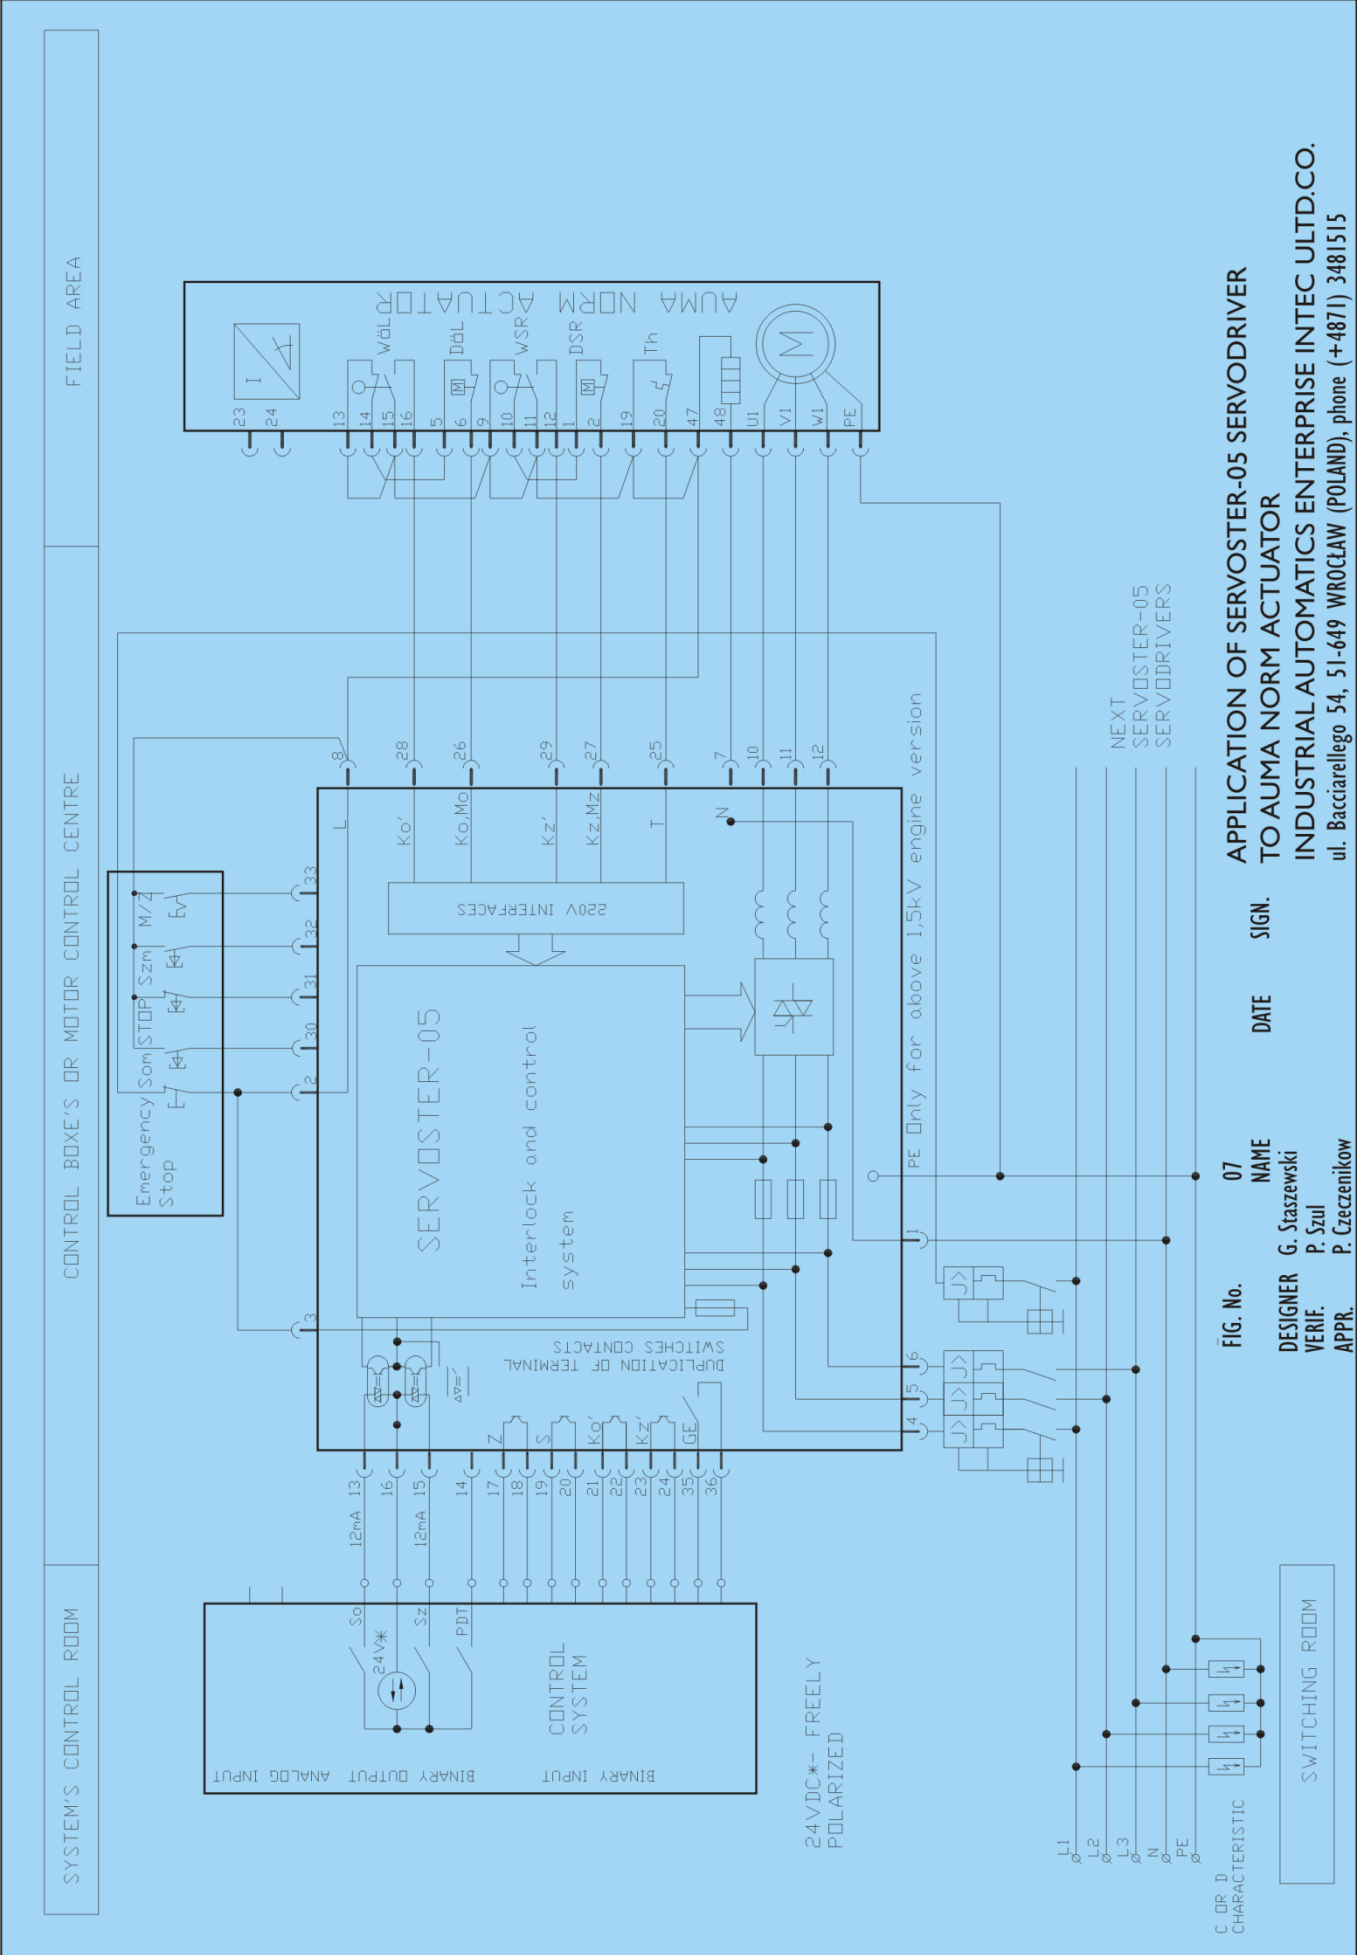 SYSTEM'S CONTROL ROOM
CONTROL BOXE'S OR MOTOR CONTROL CENTRE
FIELD AREA
Emergency
Stop
Som
STOP
Szm
M/Z
2
30
31
32
33
3
ANALOG INPUT
BINARY OUTPUT
BINARY INPUT
So
24V*
Sz
PDT
CONTROL
SYSTEM
12mA
13
16
12mA
15
14
17
18
19
20
21
22
23
24
35
36
Z
S
Ko'
Kz'
GE
DUPLICATION OF TERMINAL
SWITCHES CONTACTS
SERVOSTER-05
Interlock and control
system
220V INTERFACES
L
Ko'
Ko,Mo
Kz'
Kz,Mz
T
N
8
28
26
29
27
25
7
10
11
12
4
5
6
1
PE Only for above 1,5kV engine version
23
24
13
14
15
16
5
6
9
10
11
12
1
2
19
20
47
48
U1
V1
W1
PE
I
WöL
DöL
WSR
DSR
Th
M
M
M
AUMA NORM ACTUATOR
24VDC*- FREELY
POLARIZED
NEXT
SERVOSTER-05
SERVODRIVERS
L1
L2
L3
N
PE
C OR D
CHARACTERISTIC
SWITCHING ROOM
FIG. No. 07
NAME DATE SIGN.
DESIGNER G. Staszewski
VERIF. P. Szul
APPR. P. Czeczenikow
APPLICATION OF SERVOSTER-05 SERVODRIVER
TO AUMA NORM ACTUATOR
INDUSTRIAL AUTOMATICS ENTERPRISE INTEC ULTD.CO.
ul. Bacciarellego 54, 51-649 WROCŁAW (POLAND), phone (+4871) 3481515